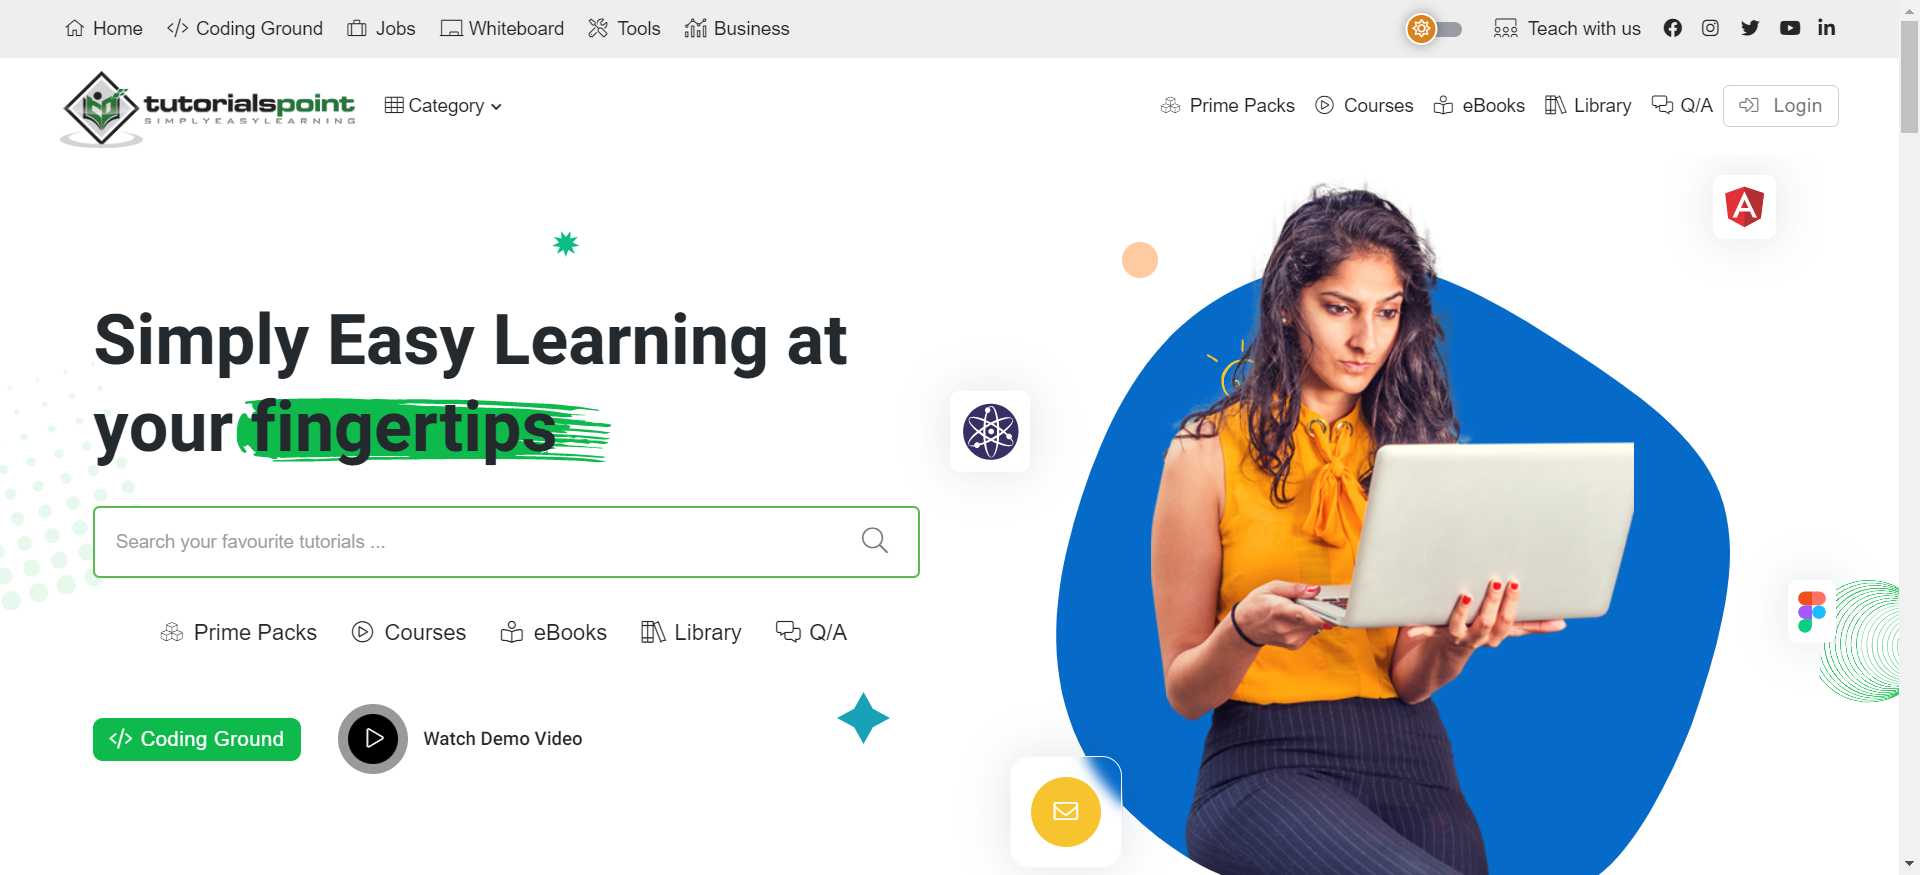 Home Coding Ground Jobs Whiteboard Tools Business Teach with us
tutorialspoint
SIMPLYEASYLEARNING
Category
Prime Packs Courses eBooks Library Q/A Login
Simply Easy Learning at
your fingertips
Search your favourite tutorials ...
Prime Packs Courses eBooks Library Q/A
</> Coding Ground Watch Demo Video